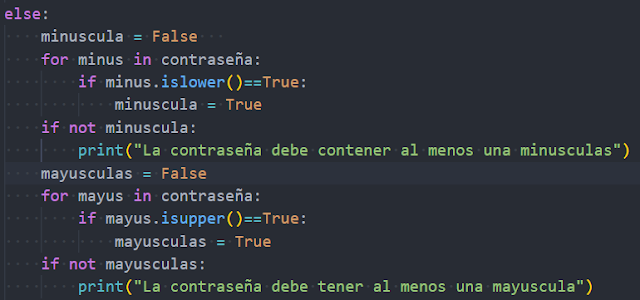 else:
    minuscula = False
    for minus in contraseña:
        if minus.islower()==True:
            minuscula = True
    if not minuscula:
        print("La contraseña debe contener al menos una minusculas")
    mayusculas = False
    for mayus in contraseña:
        if mayus.isupper()==True:
            mayusculas = True
    if not mayusculas:
        print("La contraseña debe tener al menos una mayuscula")